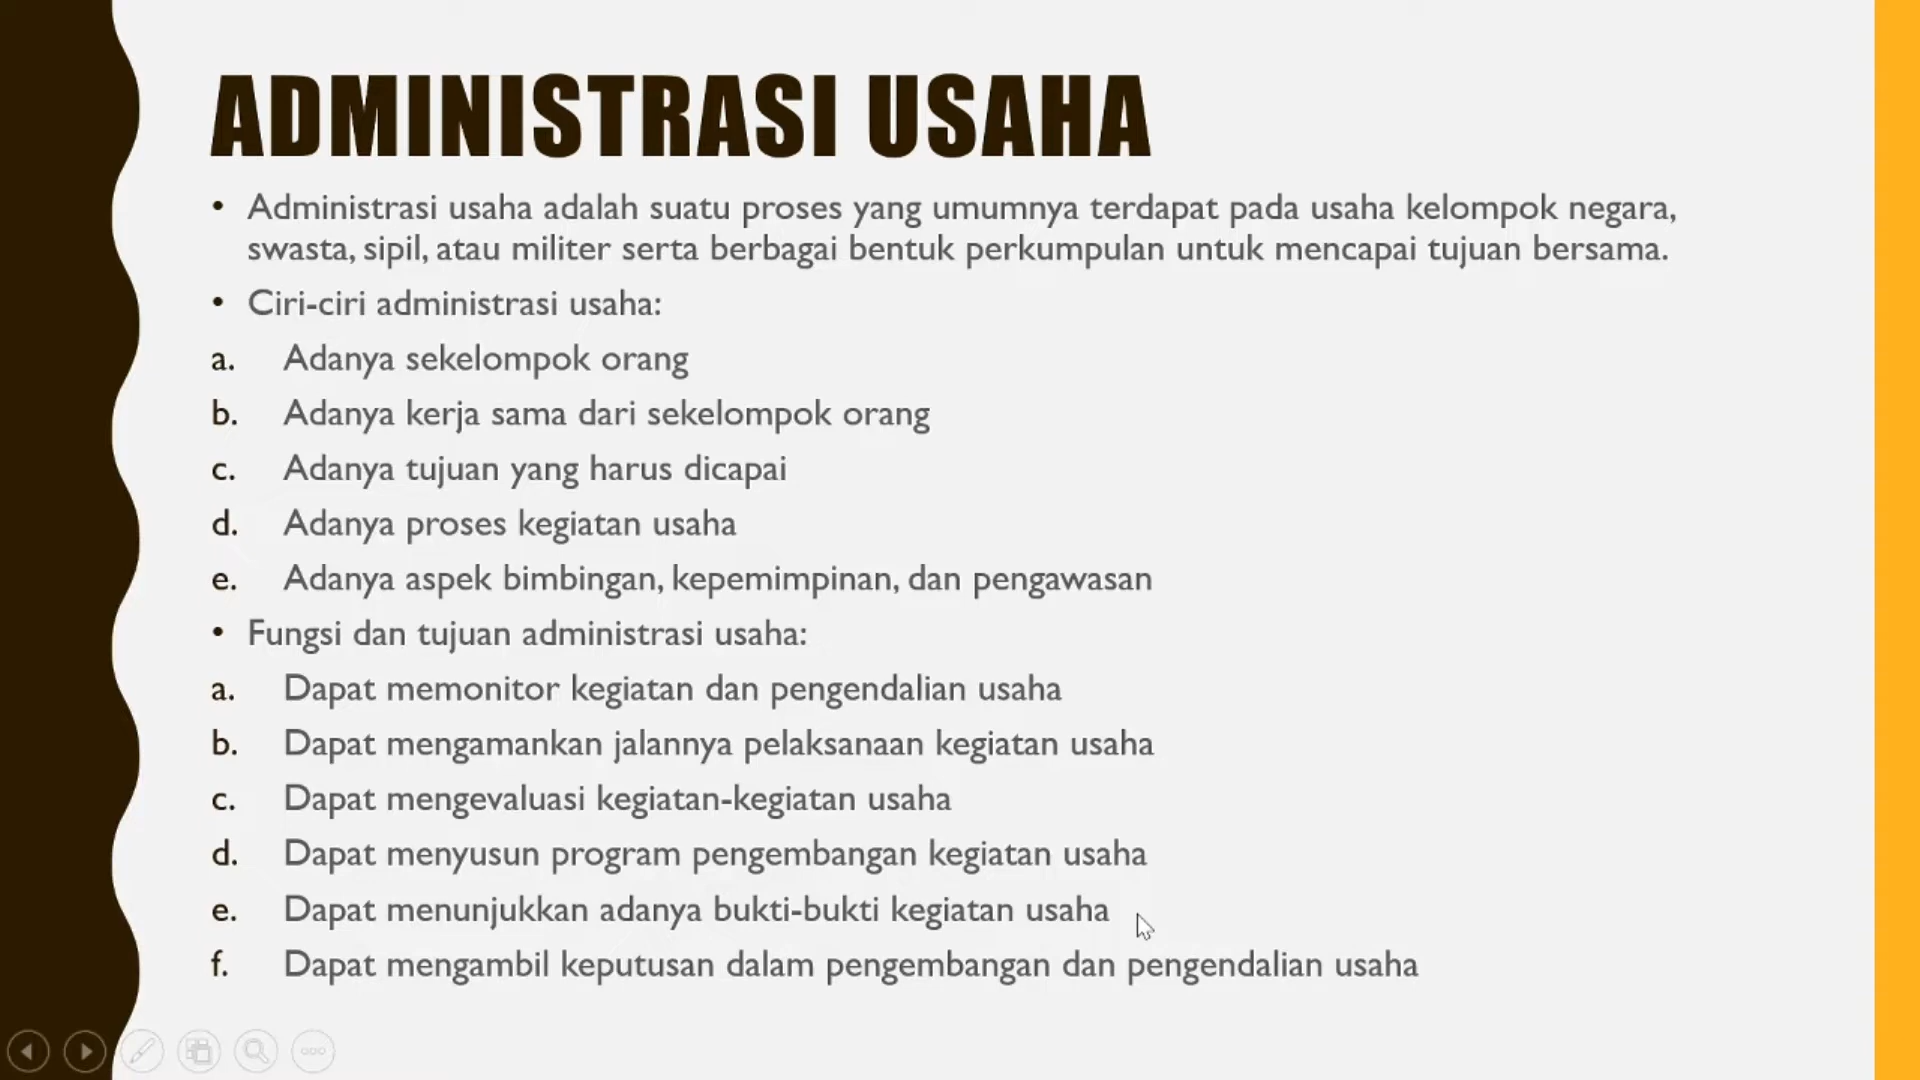 ADMINISTRASI USAHA
• Administrasi usaha adalah suatu proses yang umumnya terdapat pada usaha kelompok negara,
swasta, sipil, atau militer serta berbagai bentuk perkumpulan untuk mencapai tujuan bersama.
• Ciri-ciri administrasi usaha:
a. Adanya sekelompok orang
b. Adanya kerja sama dari sekelompok orang
c. Adanya tujuan yang harus dicapai
d. Adanya proses kegiatan usaha
e. Adanya aspek bimbingan, kepemimpinan, dan pengawasan
• Fungsi dan tujuan administrasi usaha:
a. Dapat memonitor kegiatan dan pengendalian usaha
b. Dapat mengamankan jalannya pelaksanaan kegiatan usaha
c. Dapat mengevaluasi kegiatan-kegiatan usaha
d. Dapat menyusun program pengembangan kegiatan usaha
e. Dapat menunjukkan adanya bukti-bukti kegiatan usaha
f. Dapat mengambil keputusan dalam pengembangan dan pengendalian usaha